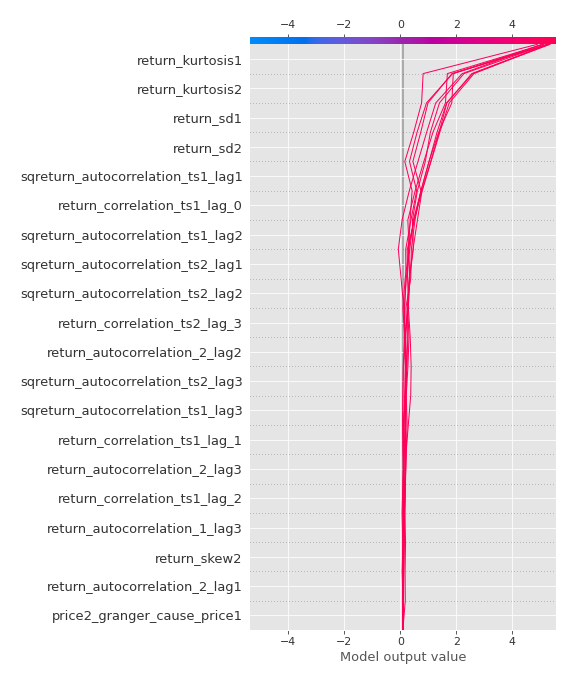 −4 −2 0 2 4
return_kurtosis1
return_kurtosis2
return_sd1
return_sd2
sqreturn_autocorrelation_ts1_lag1
return_correlation_ts1_lag_0
sqreturn_autocorrelation_ts1_lag2
sqreturn_autocorrelation_ts2_lag1
sqreturn_autocorrelation_ts2_lag2
return_correlation_ts2_lag_3
return_autocorrelation_2_lag2
sqreturn_autocorrelation_ts2_lag3
sqreturn_autocorrelation_ts1_lag3
return_correlation_ts1_lag_1
return_autocorrelation_2_lag3
return_correlation_ts1_lag_2
return_autocorrelation_1_lag3
return_skew2
return_autocorrelation_2_lag1
price2_granger_cause_price1
−4 −2 0 2 4
Model output value